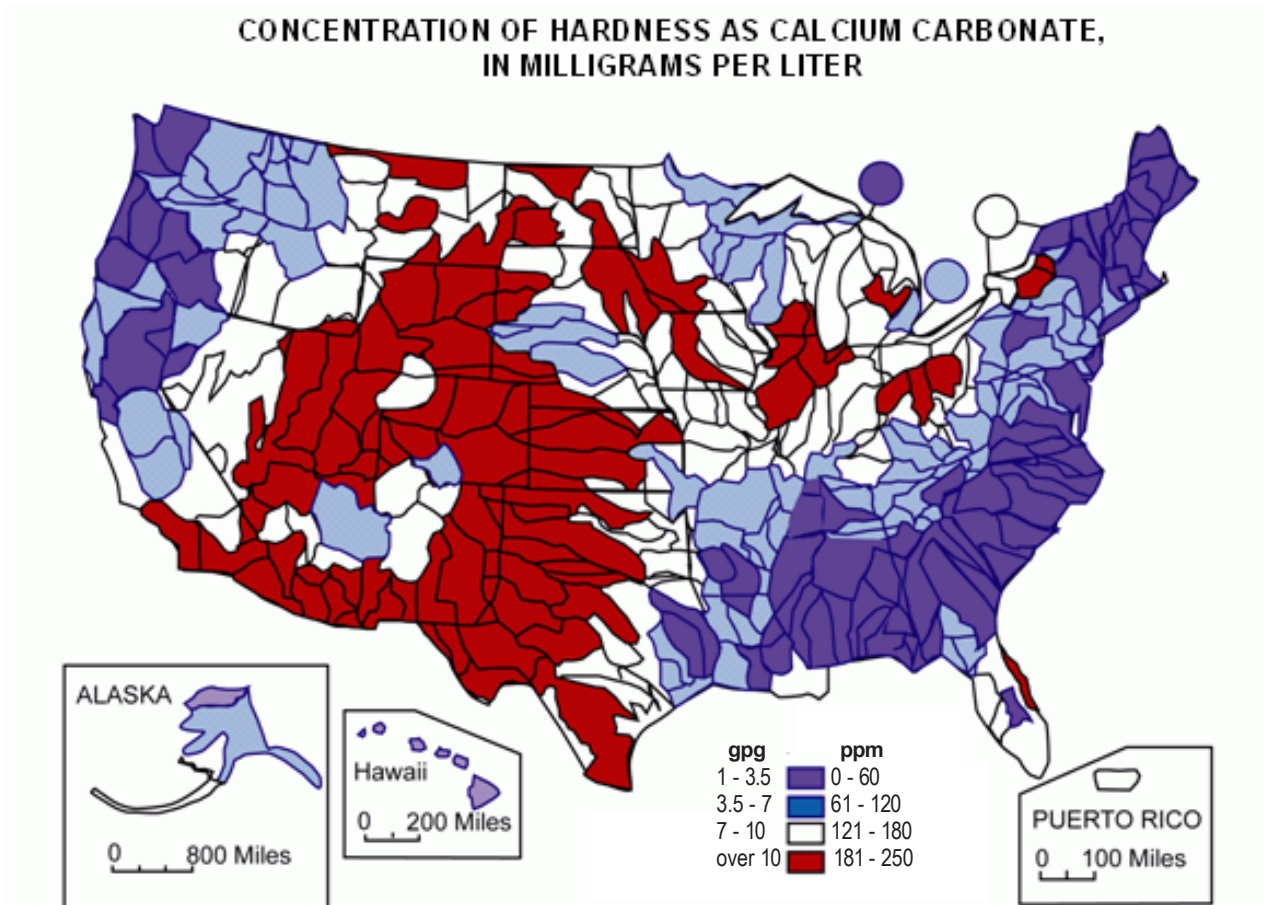 CONCENTRATION OF HARDNESS AS CALCIUM CARBONATE,
IN MILLIGRAMS PER LITER
ALASKA
0 800 Miles
Hawaii
0 200 Miles
gpg ppm
1 - 3.5 0 - 60
3.5 - 7 61 - 120
7 - 10 121 - 180
over 10 181 - 250
PUERTO RICO
0 100 Miles